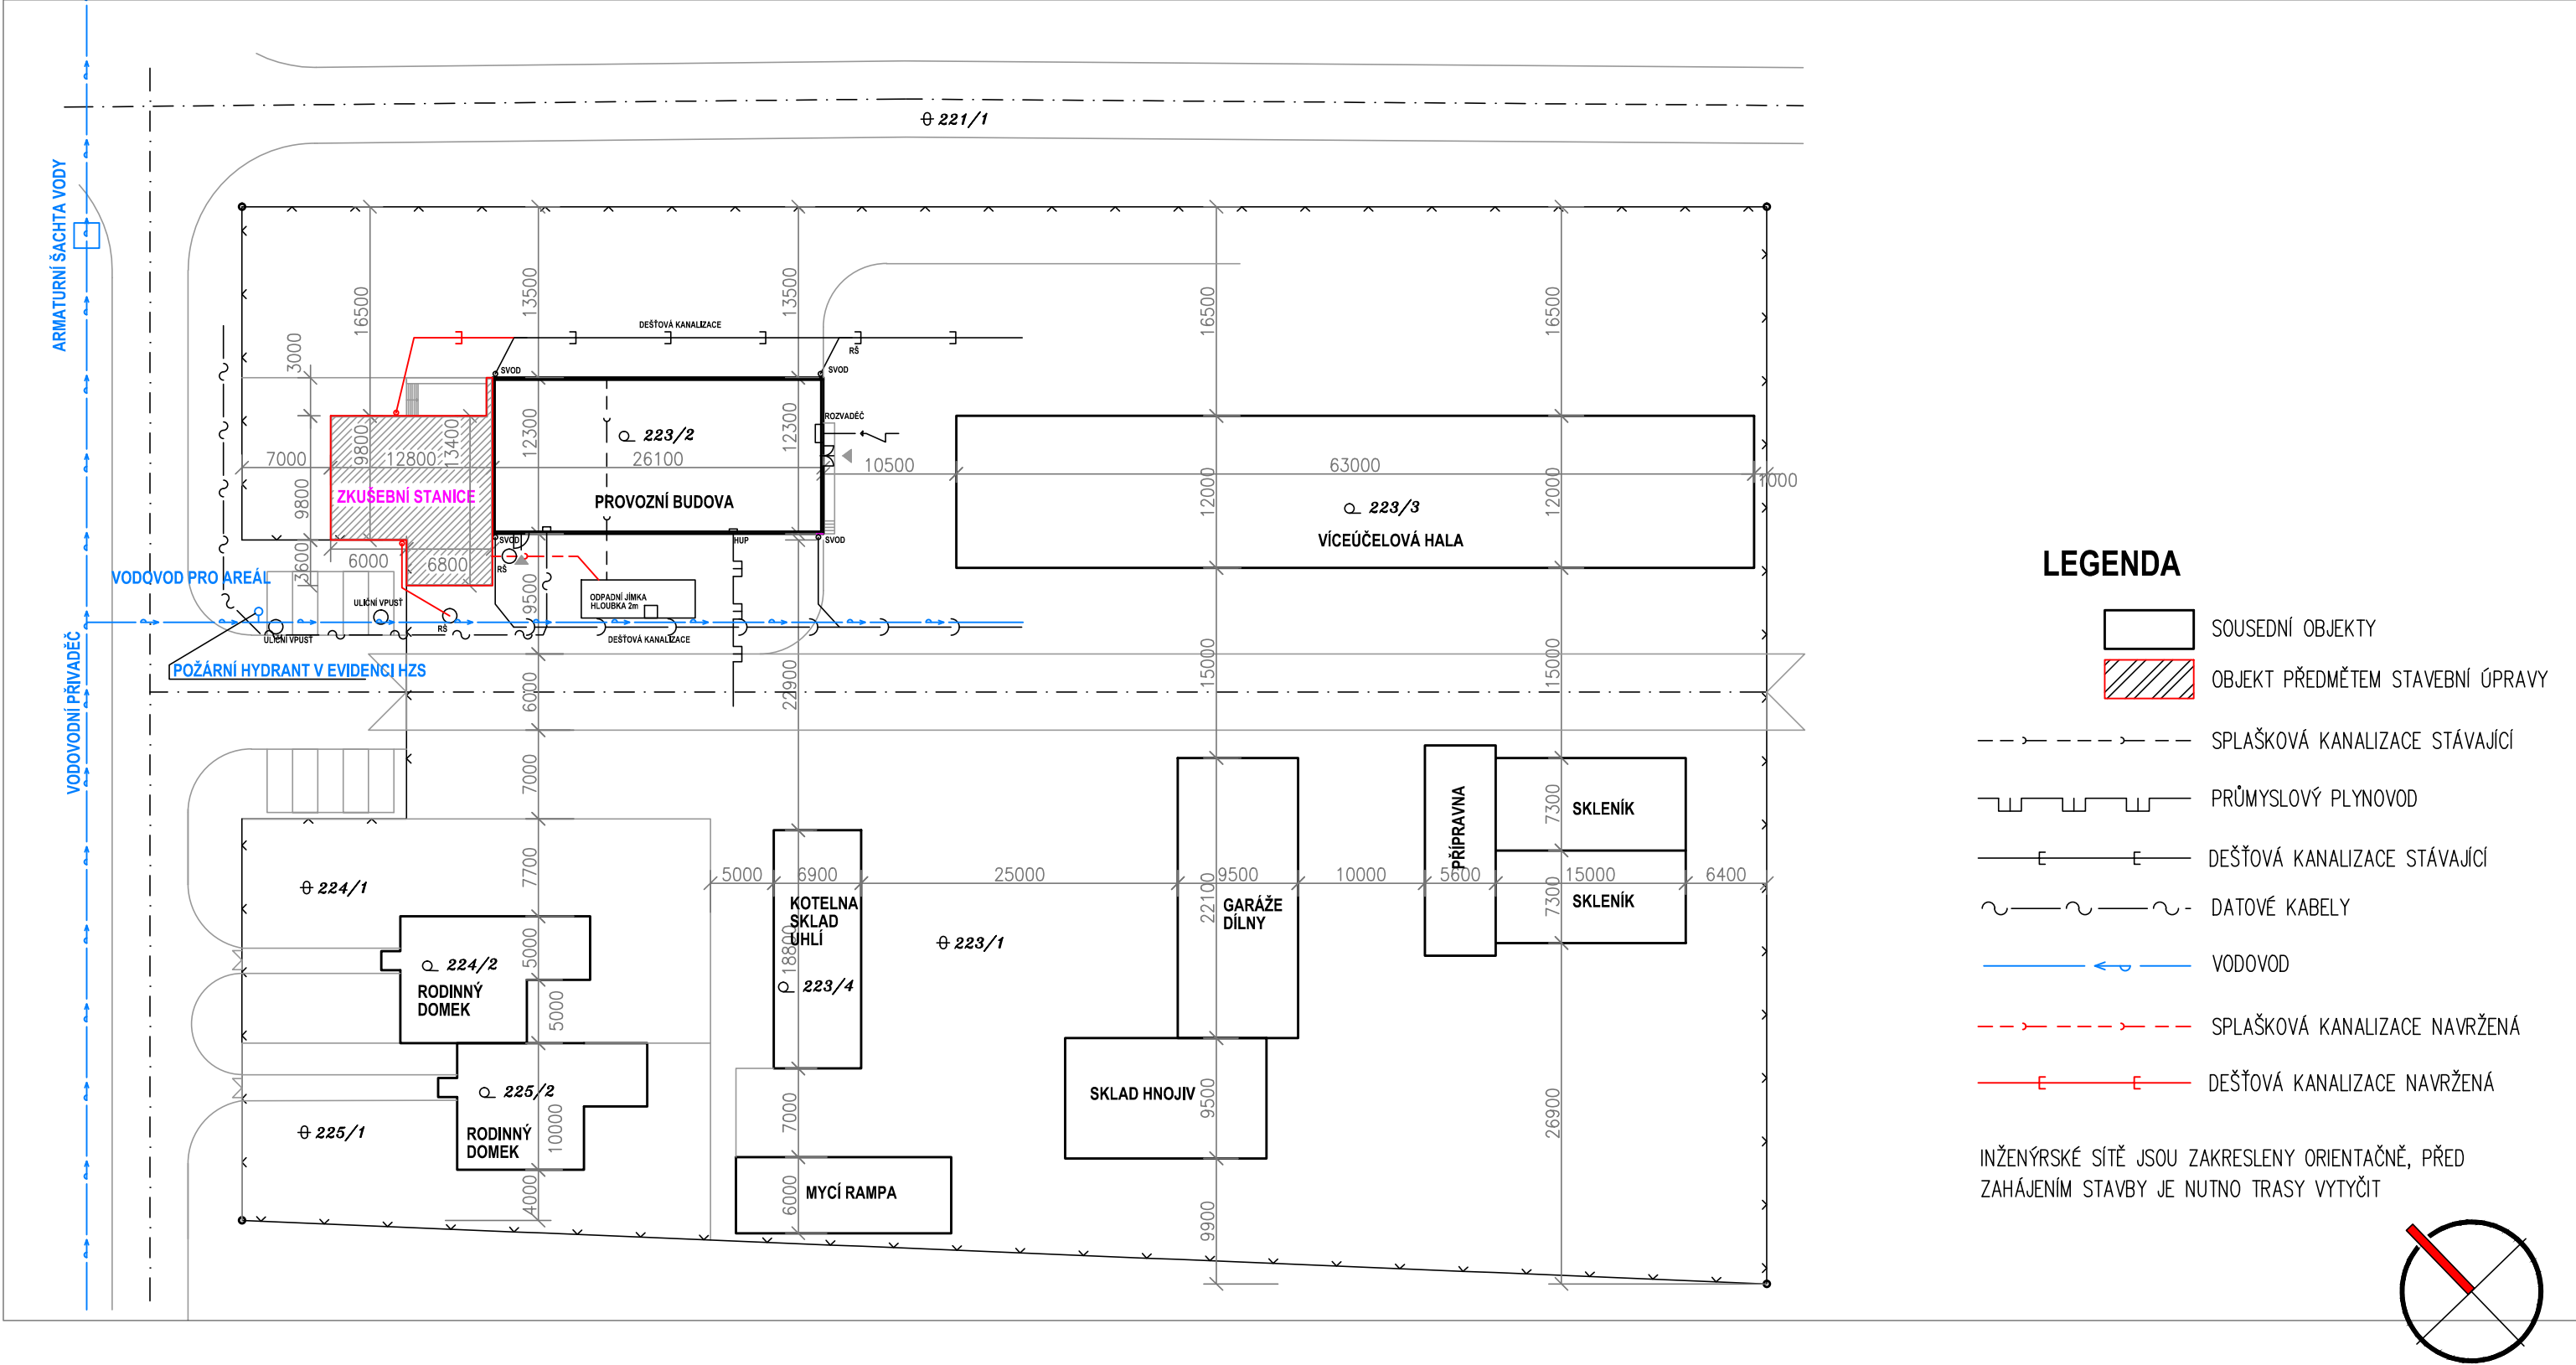 221/1
ARMATURNÍ ŠACHTA VODY
16500
13500
13500
16500
16500
3000
DEŠŤOVÁ KANALIZACE
RŠ
SVOD
SVOD
ROZVADĚČ
9800
13400
12300
223/2
12300
7000
12800
26100
10500
63000
1000
ZKUŠEBNÍ STANICE
PROVOZNÍ BUDOVA
9800
12000
12000
223/3
VÍCEÚČELOVÁ HALA
SVOD
HUP
SVOD
3600
6000
6800
RŠ
9500
VODOVOD PRO AREÁL
ULIČNÍ VPUSŤ
ODPADNÍ JÍMKA
HLOUBKA 2m
RŠ
ULIČNÍ VPUSŤ
DEŠŤOVÁ KANALIZACE
POŽÁRNÍ HYDRANT V EVIDENCI HZS
VODOVODNÍ PŘIVADĚČ
6000
22900
15000
15000
7000
7300
SKLENÍK
PŘÍPRAVNA
7700
5000
6900
25000
9500
10000
5600
15000
6400
224/1
KOTELNA
SKLAD
UHLÍ
18800
223/4
22100
GARÁŽE
DÍLNY
7300
SKLENÍK
223/1
5000
224/2
RODINNÝ
DOMEK
5000
225/2
RODINNÝ
DOMEK
10000
225/1
7000
SKLAD HNOJIV
9500
26900
4000
6000
MYCÍ RAMPA
9900
LEGENDA
SOUSEDNÍ OBJEKTY
OBJEKT PŘEDMĚTEM STAVEBNÍ ÚPRAVY
SPLAŠKOVÁ KANALIZACE STÁVAJÍCÍ
PRŮMYSLOVÝ PLYNOVOD
DEŠŤOVÁ KANALIZACE STÁVAJÍCÍ
DATOVÉ KABELY
VODOVOD
SPLAŠKOVÁ KANALIZACE NAVRŽENÁ
DEŠŤOVÁ KANALIZACE NAVRŽENÁ
INŽENÝRSKÉ SÍTĚ JSOU ZAKRESLENY ORIENTAČNĚ, PŘED
ZAHÁJENÍM STAVBY JE NUTNO TRASY VYTYČIT